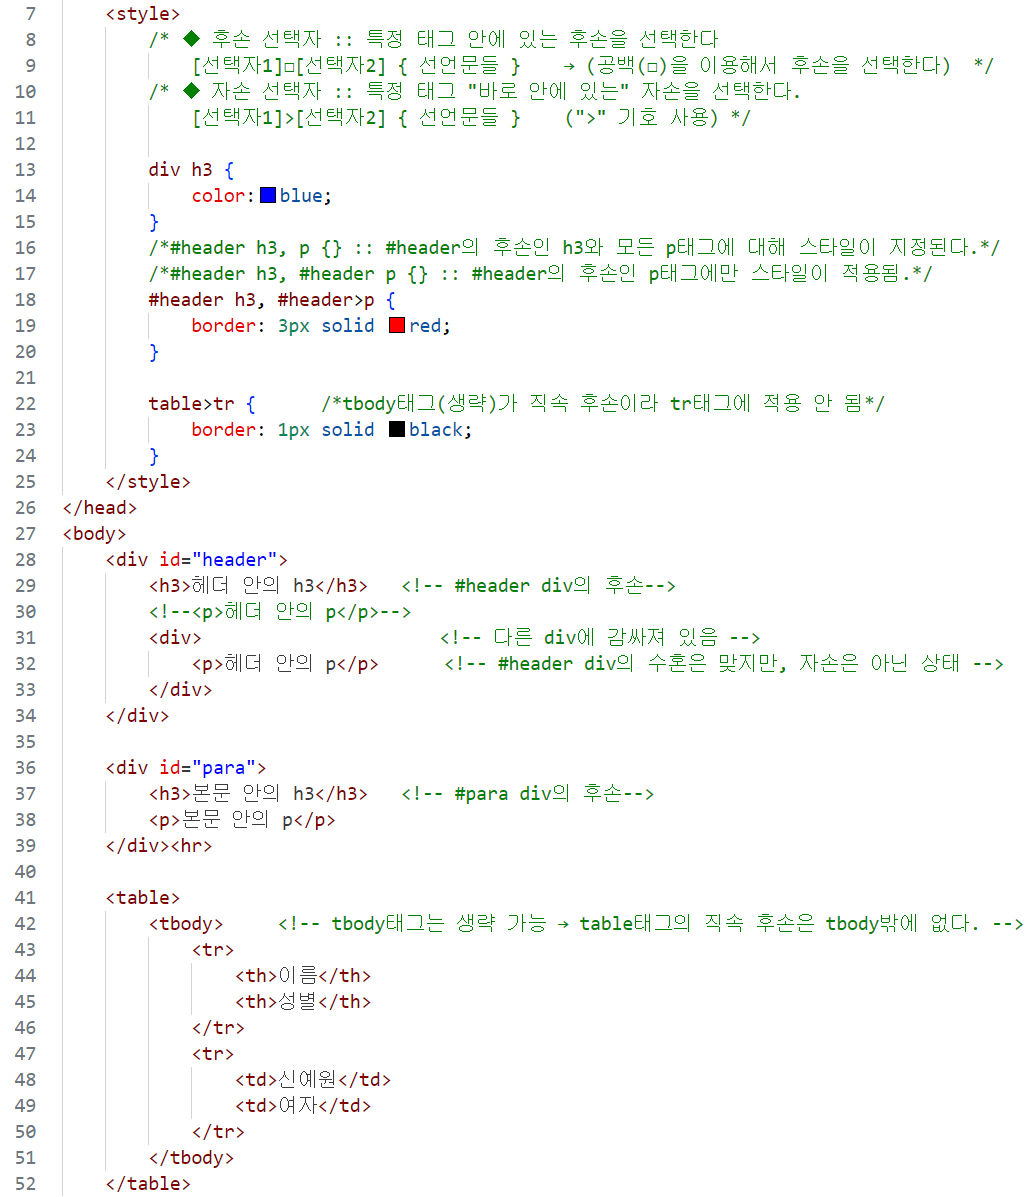 7 <style>
8 /* ◆ 후손 선택자 :: 특정 태그 안에 있는 후손을 선택한다
9 [선택자1]□[선택자2] { 선언문들 } → (공백(□)을 이용해서 후손을 선택한다) */
10 /* ◆ 자손 선택자 :: 특정 태그 "바로 안에 있는" 자손을 선택한다.
11 [선택자1]>[선택자2] { 선언문들 } (">" 기호 사용) */
12
13 div h3 {
14 color: blue;
15 }
16 /*#header h3, p {} :: #header의 후손인 h3와 모든 p태그에 대해 스타일이 지정된다.*/
17 /*#header h3, #header p {} :: #header의 후손인 p태그에만 스타일이 적용됨.*/
18 #header h3, #header>p {
19 border: 3px solid red;
20 }
21
22 table>tr { /*tbody태그(생략)가 직속 후손이라 tr태그에 적용 안 됨*/
23 border: 1px solid black;
24 }
25 </style>
26 </head>
27 <body>
28 <div id="header">
29 <h3>헤더 안의 h3</h3> <!-- #header div의 후손-->
30 <!--<p>헤더 안의 p</p>-->
31 <div> <!-- 다른 div에 감싸져 있음 -->
32 <p>헤더 안의 p</p> <!-- #header div의 수혼은 맞지만, 자손은 아닌 상태 -->
33 </div>
34 </div>
35
36 <div id="para">
37 <h3>본문 안의 h3</h3> <!-- #para div의 후손-->
38 <p>본문 안의 p</p>
39 </div><hr>
40
41 <table>
42 <tbody> <!-- tbody태그는 생략 가능 → table태그의 직속 후손은 tbody밖에 없다. -->
43 <tr>
44 <th>이름</th>
45 <th>성별</th>
46 </tr>
47 <tr>
48 <td>신예원</td>
49 <td>여자</td>
50 </tr>
51 </tbody>
52 </table>